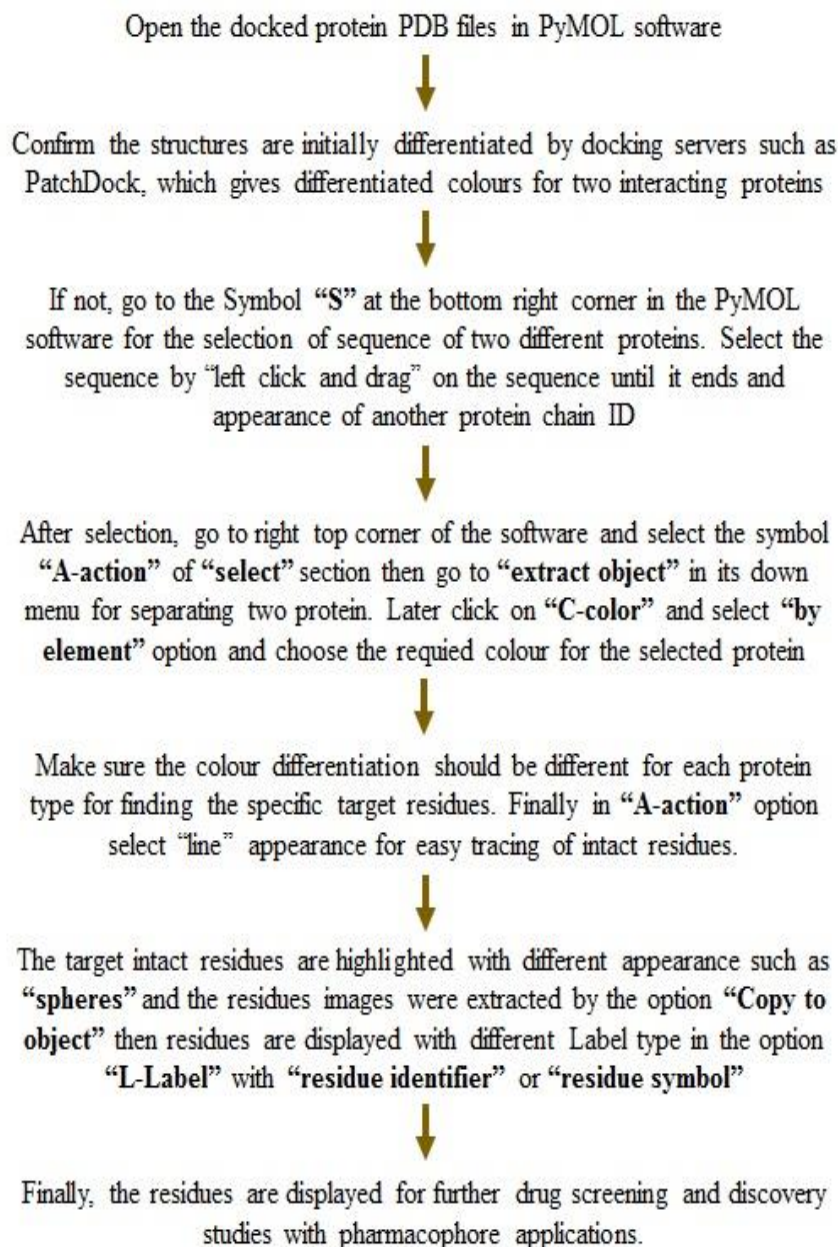 Open the docked protein PDB files in PyMOL software
Confirm the structures are initially differentiated by docking servers such as
PatchDock, which gives differentiated colours for two interacting proteins
If not, go to the Symbol “S” at the bottom right corner in the PyMOL
software for the selection of sequence of two different proteins. Select the
sequence by “left click and drag” on the sequence until it ends and
appearance of another protein chain ID
After selection, go to right top corner of the software and select the symbol
“A-action” of “select” section then go to “extract object” in its down
menu for separating two protein. Later click on “C-color” and select “by
element” option and choose the requied colour for the selected protein
Make sure the colour differentiation should be different for each protein
type for finding the specific target residues. Finally in “A-action” option
select “line” appearance for easy tracing of intact residues.
The target intact residues are highlighted with different appearance such as
“spheres” and the residues images were extracted by the option “Copy to
object” then residues are displayed with different Label type in the option
“L-Label” with “residue identifier” or “residue symbol”
Finally, the residues are displayed for further drug screening and discovery
studies with pharmacophore applications.